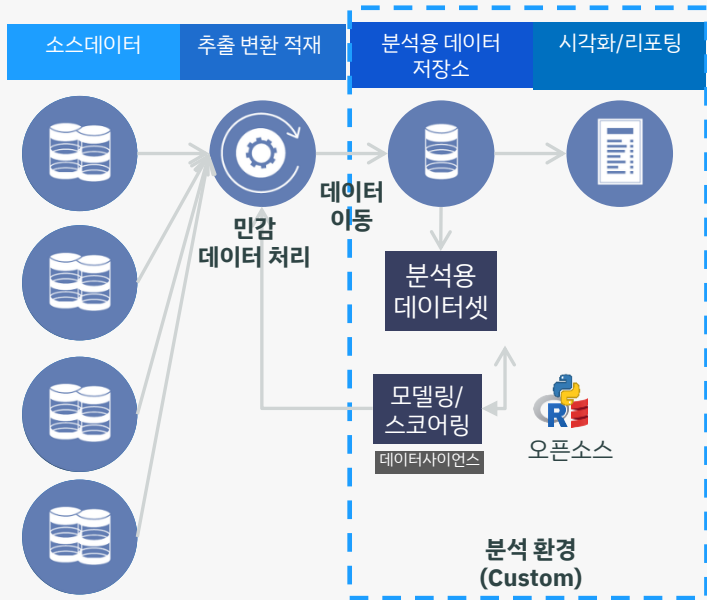 소스데이터
추출 변환 적재
분석용 데이터
저장소
시각화/리포팅
데이터
이동
민감
데이터 처리
분석용
데이터셋
모델링/
스코어링
데이터사이언스
R
오픈소스
분석 환경
(Custom)